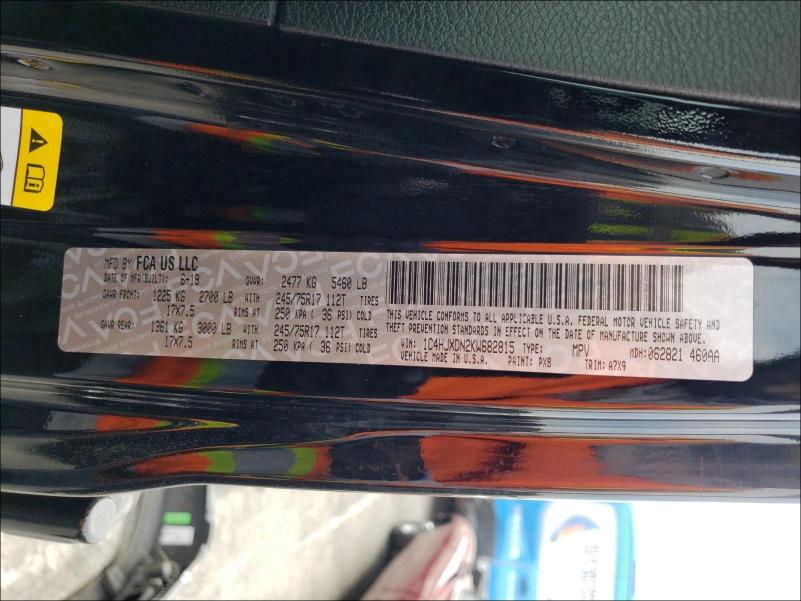 MFD BY FCA US LLC
DATE OF MFR(BUILT): 6-19 GVWR: 2477 KG 5460 LB
GAWR FRONT: 1225 KG 2700 LB WITH 245/75R17 112T TIRES
17X7.5 RIMS AT 250 KPA ( 36 PSI) COLD
GAWR REAR: 1361 KG 3000 LB WITH 245/75R17 112T TIRES
17X7.5 RIMS AT 250 KPA ( 36 PSI) COLD
THIS VEHICLE CONFORMS TO ALL APPLICABLE U.S.A. FEDERAL MOTOR VEHICLE SAFETY AND
THEFT PREVENTION STANDARDS IN EFFECT ON THE DATE OF MANUFACTURE SHOWN ABOVE.
VIN: 1C4HJXDN2KW682815 TYPE: MPV MDH: 062821 460AA
VEHICLE MADE IN U.S.A. PAINT: PX8 TRIM: A7X9